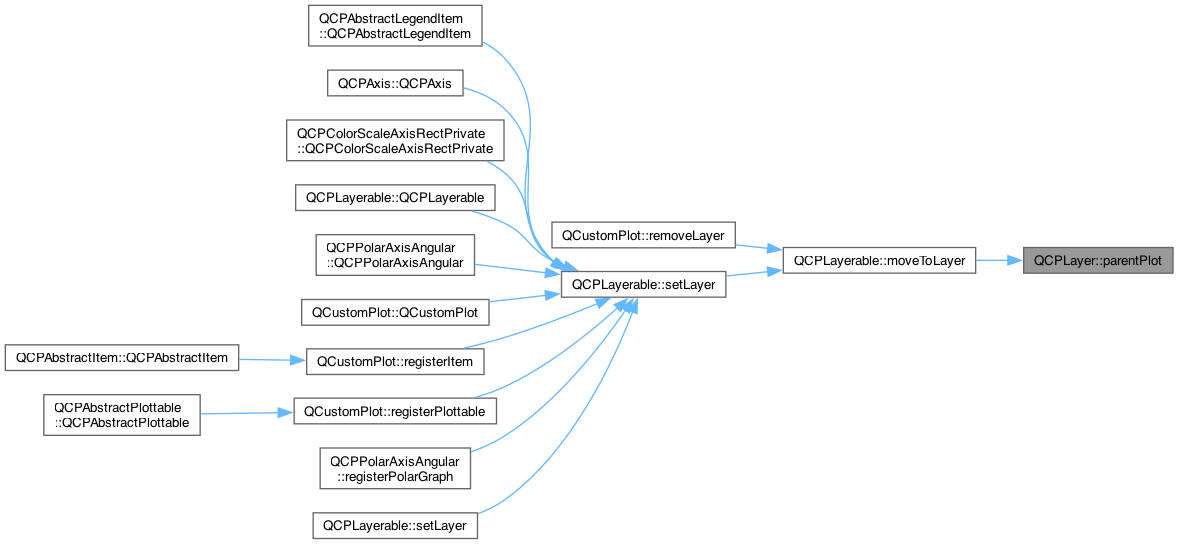 QCPAbstractLegendItem
::QCPAbstractLegendItem
QCPAxis::QCPAxis
QCPColorScaleAxisRectPrivate
::QCPColorScaleAxisRectPrivate
QCPLayerable::QCPLayerable
QCPPolarAxisAngular
::QCPPolarAxisAngular
QCustomPlot::QCustomPlot
QCPAbstractItem::QCPAbstractItem
QCustomPlot::registerItem
QCPAbstractPlottable
::QCPAbstractPlottable
QCustomPlot::registerPlottable
QCPPolarAxisAngular
::registerPolarGraph
QCPLayerable::setLayer
QCustomPlot::removeLayer
QCPLayerable::setLayer
QCPLayerable::moveToLayer
QCPLayer::parentPlot